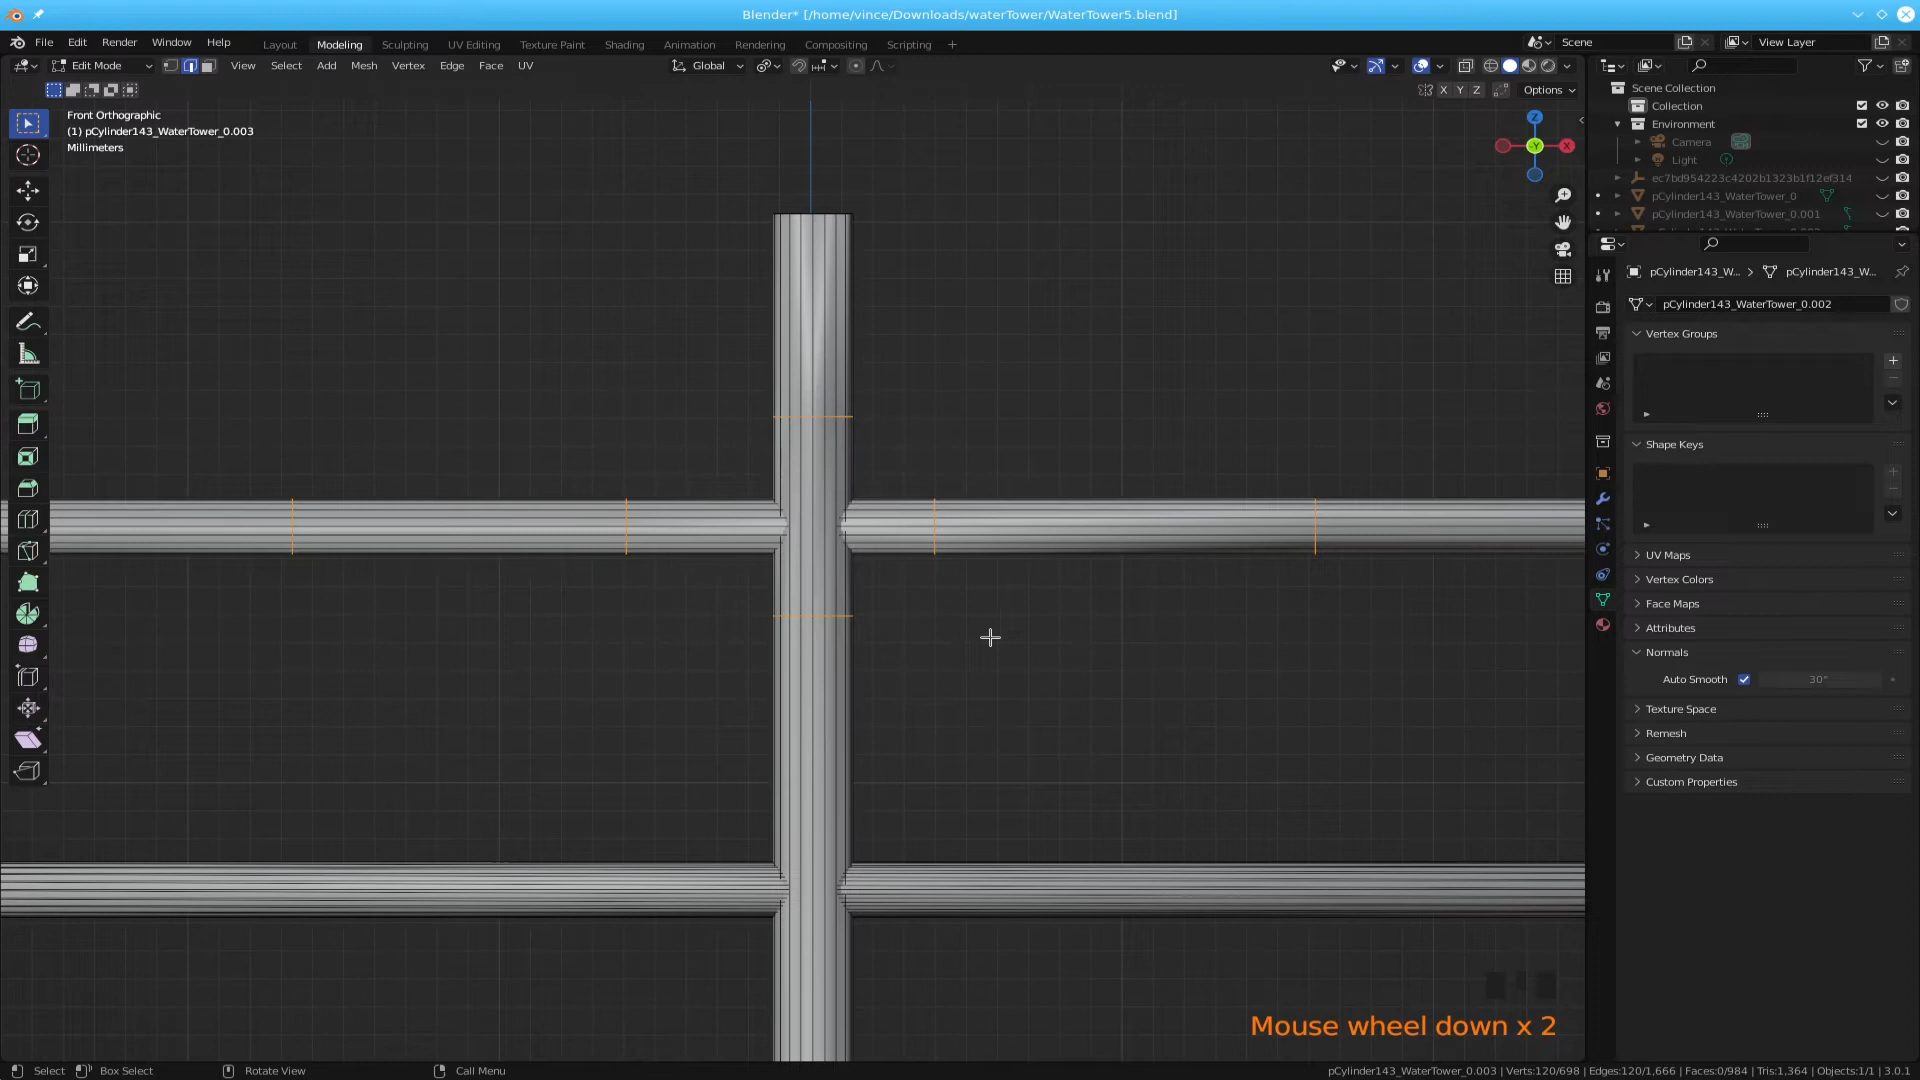 Blender* [/home/vince/Downloads/waterTower/WaterTower5.blend]
File Edit Render Window Help
Layout Modeling Sculpting UV Editing Texture Paint Shading Animation Rendering Compositing Scripting +
Scene View Layer
Edit Mode View Select Add Mesh Vertex Edge Face UV Global
X Y Z Options
Front Orthographic
(1) pCylinder143_WaterTower_0.003
Millimeters
Z
-Y X
Scene Collection
Collection
Environment
Camera
Light
ec7bd954223c4202b1323b1f12ef314
pCylinder143_WaterTower_0
pCylinder143_WaterTower_0.001
pCylinder143_W... > pCylinder143_W...
pCylinder143_WaterTower_0.002
Vertex Groups
Shape Keys
UV Maps
Vertex Colors
Face Maps
Attributes
Normals
Auto Smooth 30°
Texture Space
Remesh
Geometry Data
Custom Properties
Mouse wheel down x 2
Select Box Select Rotate View Call Menu
pCylinder143_WaterTower_0.003 | Verts:120/698 | Edges:120/1,666 | Faces:0/984 | Tris:1,364 | Objects:1/1 | 3.0.1